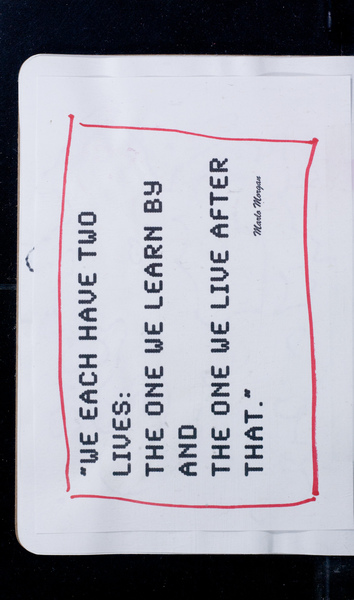 "WE EACH HAVE TWO
LIVES:
THE ONE WE LEARN BY
AND
THE ONE WE LIVE AFTER
THAT."
Marlo Morgan